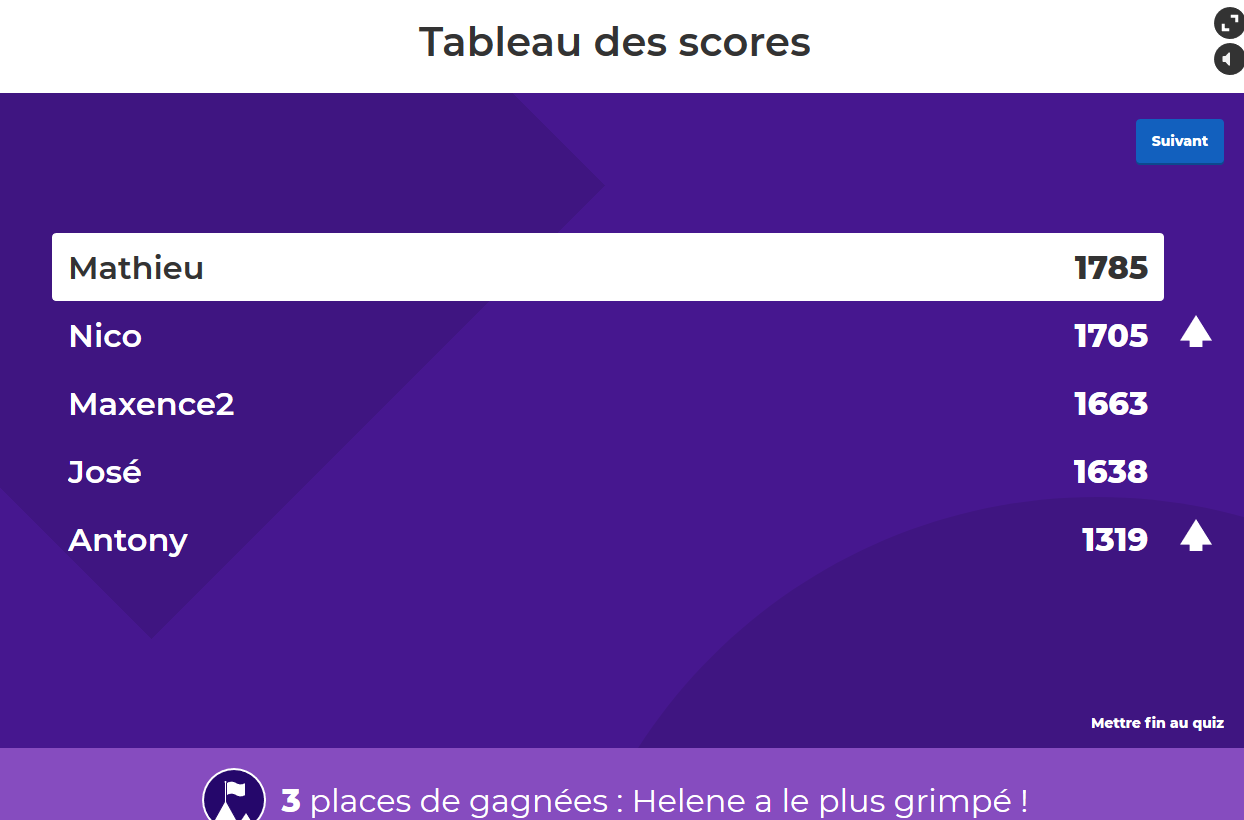 Tableau des scores
Suivant
Mathieu 1785
Nico 1705
Maxence2 1663
José 1638
Antony 1319
Mettre fin au quiz
3 places de gagnées : Helene a le plus grimpé !